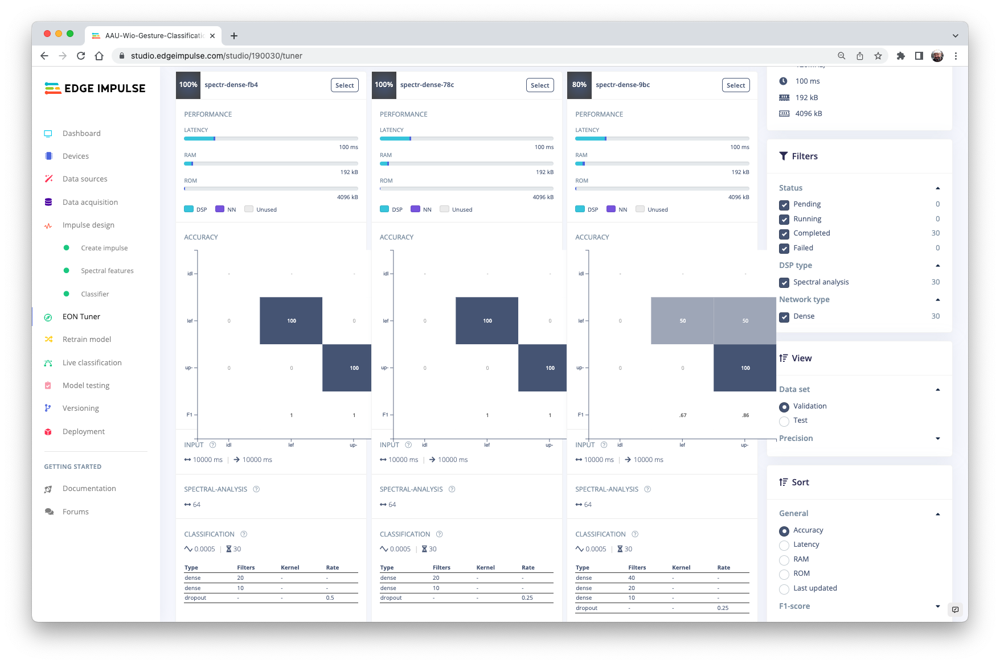 AAU-Wio-Gesture-Classificatio
studio.edgeimpulse.com/studio/190030/tuner
EDGE IMPULSE
Dashboard
Devices
Data sources
Data acquisition
Impulse design
Create impulse
Spectral features
Classifier
EON Tuner
Retrain model
Live classification
Model testing
Versioning
Deployment
GETTING STARTED
Documentation
Forums
100% spectr-dense-fb4 Select
PERFORMANCE
LATENCY
100 ms
RAM
192 kB
ROM
4096 kB
DSP NN Unused
ACCURACY
idl - - -
lef 0 100 0
up- 0 0 100
F1 1 1
INPUT idl lef up-
10000 ms | 10000 ms
SPECTRAL-ANALYSIS
64
CLASSIFICATION
0.0005 | 30
Type Filters Kernel Rate
dense 20 - -
dense 10 - -
dropout - - 0.5
100% spectr-dense-78c Select
PERFORMANCE
LATENCY
100 ms
RAM
192 kB
ROM
4096 kB
DSP NN Unused
ACCURACY
idl - - -
lef 0 100 0
up- 0 0 100
F1 1 1
INPUT idl lef up-
10000 ms | 10000 ms
SPECTRAL-ANALYSIS
64
CLASSIFICATION
0.0005 | 30
Type Filters Kernel Rate
dense 20 - -
dense 10 - -
dropout - - 0.25
80% spectr-dense-9bc Select
PERFORMANCE
LATENCY
100 ms
RAM
192 kB
ROM
4096 kB
DSP NN Unused
ACCURACY
idl - - -
lef 0 50 50
up- 0 0 100
F1 .67 .86
INPUT idl lef up-
10000 ms | 10000 ms
SPECTRAL-ANALYSIS
64
CLASSIFICATION
0.0005 | 30
Type Filters Kernel Rate
dense 40 - -
dense 20 - -
dense 10 - -
dropout - - 0.25
100 ms
192 kB
4096 kB
Filters
Status
Pending 0
Running 0
Completed 30
Failed 0
DSP type
Spectral analysis 30
Network type
Dense 30
View
Data set
Validation
Test
Precision
Sort
General
Accuracy
Latency
RAM
ROM
Last updated
F1-score